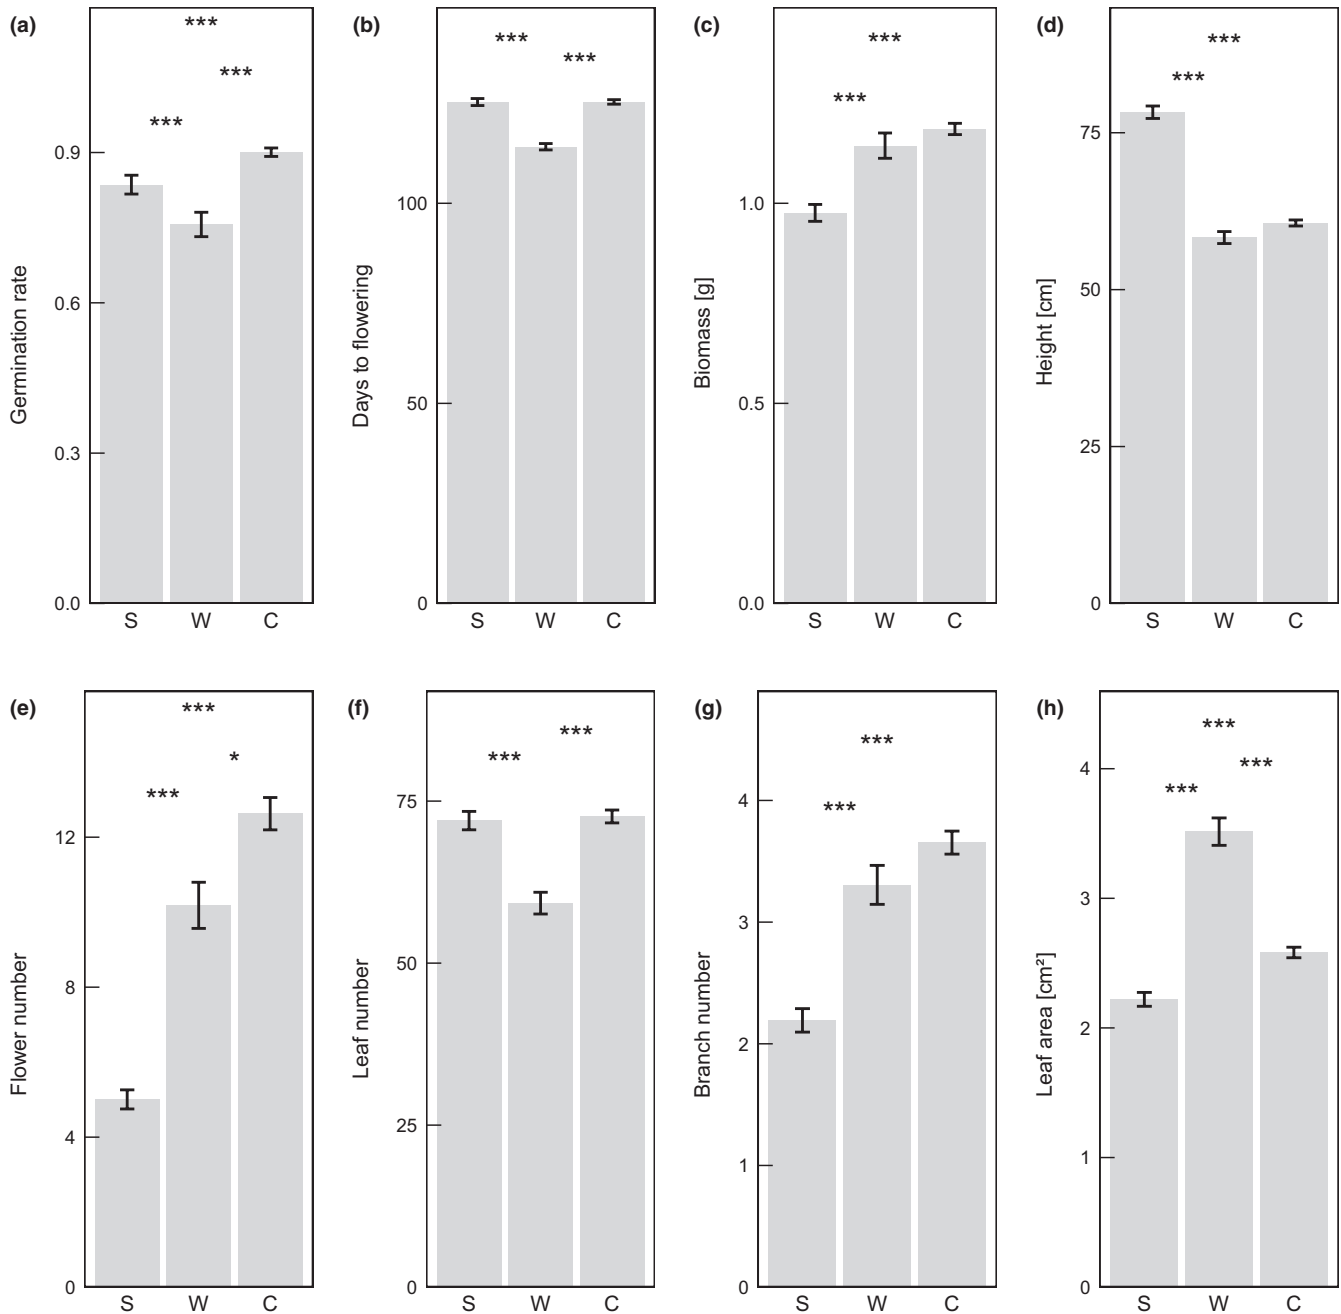 (a)
***
***
***
Germination rate
0.9
0.6
0.3
0.0
S W C
(b)
***
***
Days to flowering
100
50
0
S W C
(c)
***
***
Biomass [g]
1.0
0.5
0.0
S W C
(d)
***
***
Height [cm]
75
50
25
0
S W C
(e)
***
*
***
Flower number
12
8
4
0
S W C
(f)
***
***
Leaf number
75
50
25
0
S W C
(g)
***
***
Branch number
4
3
2
1
0
S W C
(h)
***
***
***
Leaf area [cm²]
4
3
2
1
0
S W C